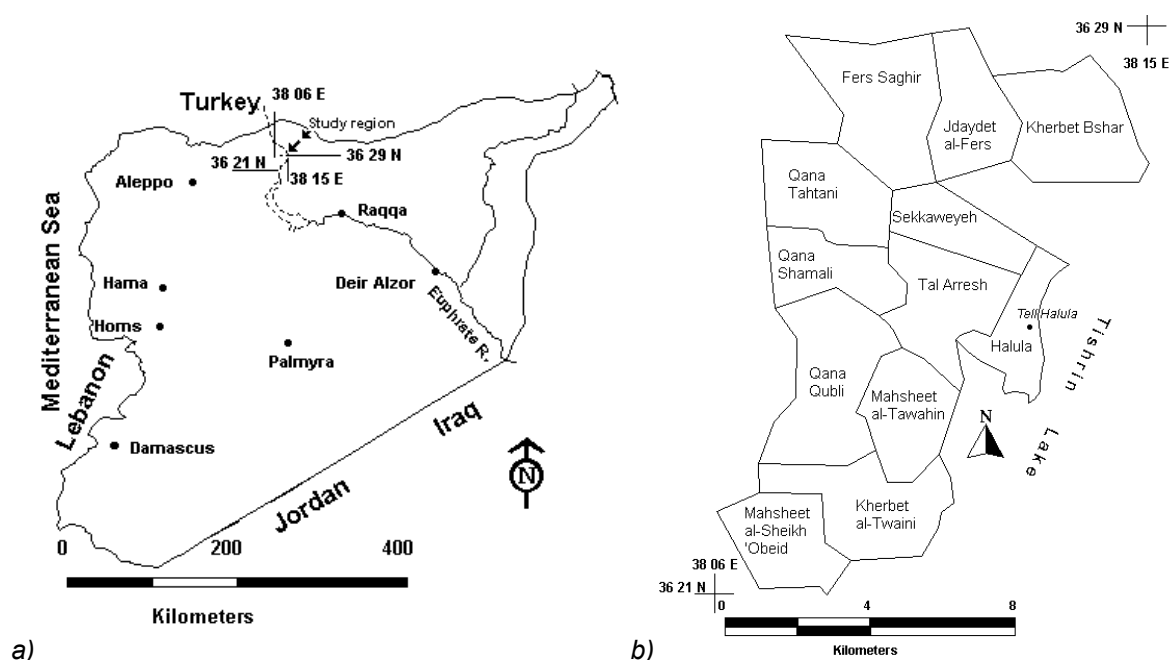 38 06 E
Turkey
Study region
36 21 N
36 29 N
38 15 E
Aleppo
Raqqa
Mediterranean Sea
Hama
Deir Alzor
Homs
Euphrate R.
Palmyra
Lebanon
Iraq
Damascus
Jordan
N
0
200
400
Kilometers
a)
36 29 N
38 15 E
Fers Saghir
Jdaydet
al-Fers
Kherbet Bshar
Qana
Tahtani
Sekkaweyeh
Qana
Shamali
Tal Arresh
Tell Halula
Halula
Tishrin
Lake
Qana
Qubli
Mahsheet
al-Tawahin
N
Kherbet
al-Twaini
Mahsheet
al-Sheikh
'Obeid
38 06 E
36 21 N
0
4
8
Kilometers
b)